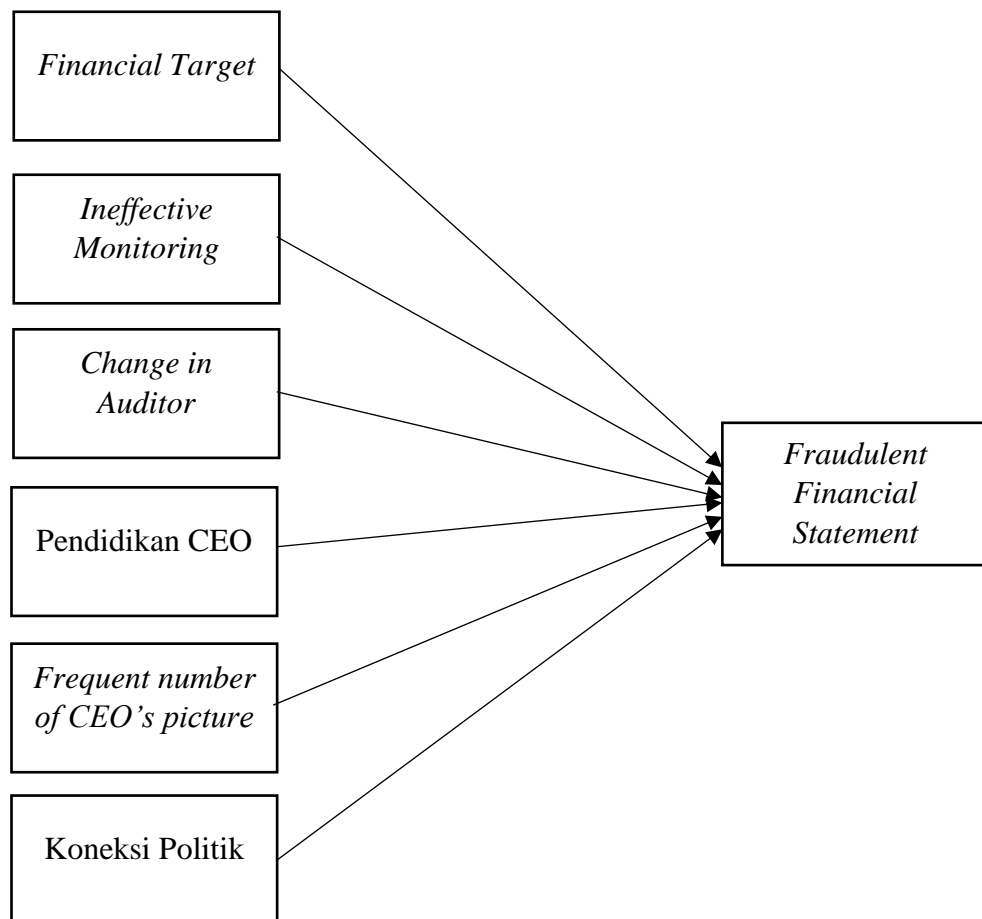 Financial Target
Ineffective
Monitoring
Change in
Auditor
Pendidikan CEO
Frequent number
of CEO’s picture
Koneksi Politik
Fraudulent
Financial
Statement